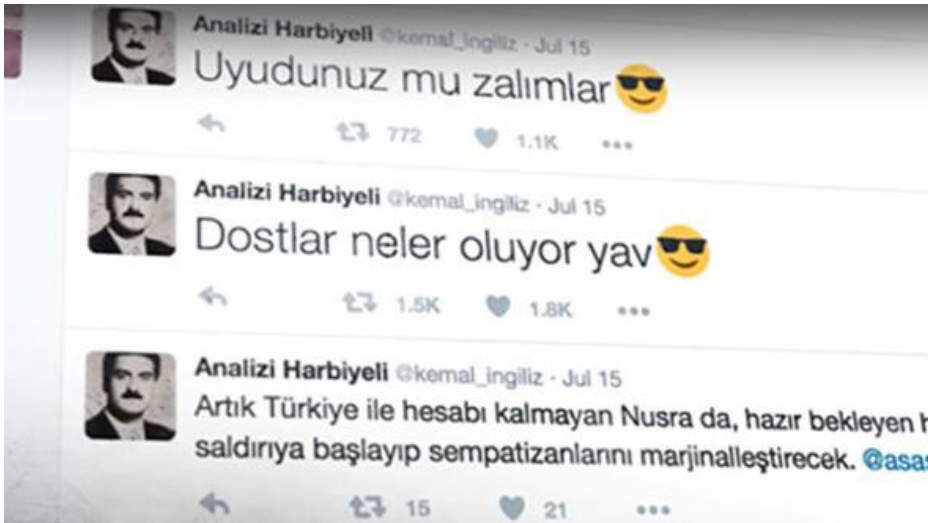 Analizi Harbiyeli @kemal_ingiliz · Jul 15
Uyudunuz mu zalımlar😎
772 1.1K
Analizi Harbiyeli @kemal_ingiliz · Jul 15
Dostlar neler oluyor yav😎
1.5K 1.8K
Analizi Harbiyeli @kemal_ingiliz · Jul 15
Artık Türkiye ile hesabı kalmayan Nusra da, hazır bekleyen
saldırıya başlayıp sempatizanlarını marjinalleştirecek.
15 21